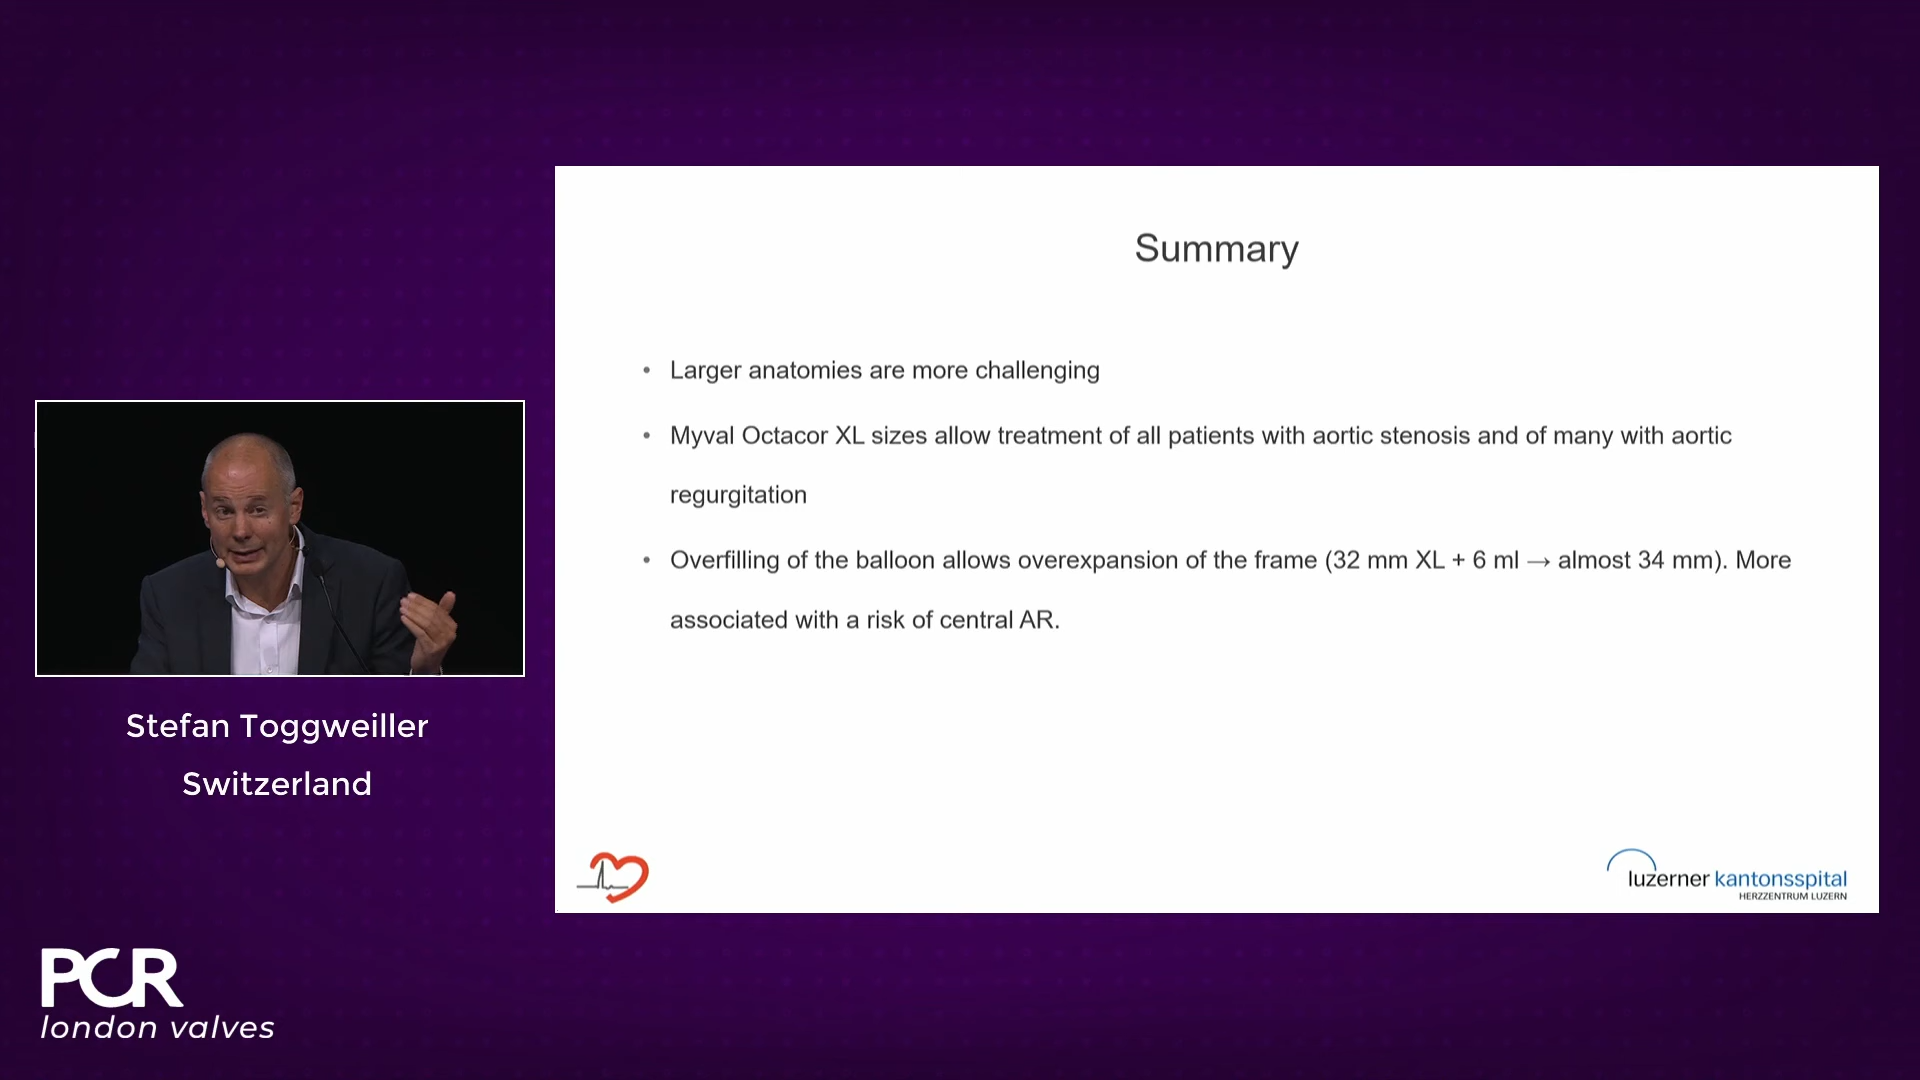 Summary
• Larger anatomies are more challenging
• Myval Octacor XL sizes allow treatment of all patients with aortic stenosis and of many with aortic
regurgitation
• Overfilling of the balloon allows overexpansion of the frame (32 mm XL + 6 ml → almost 34 mm). More
associated with a risk of central AR.
luzerner kantonsspital
HERZZENTRUM LUZERN
Stefan Toggweiller
Switzerland
PCR
london valves